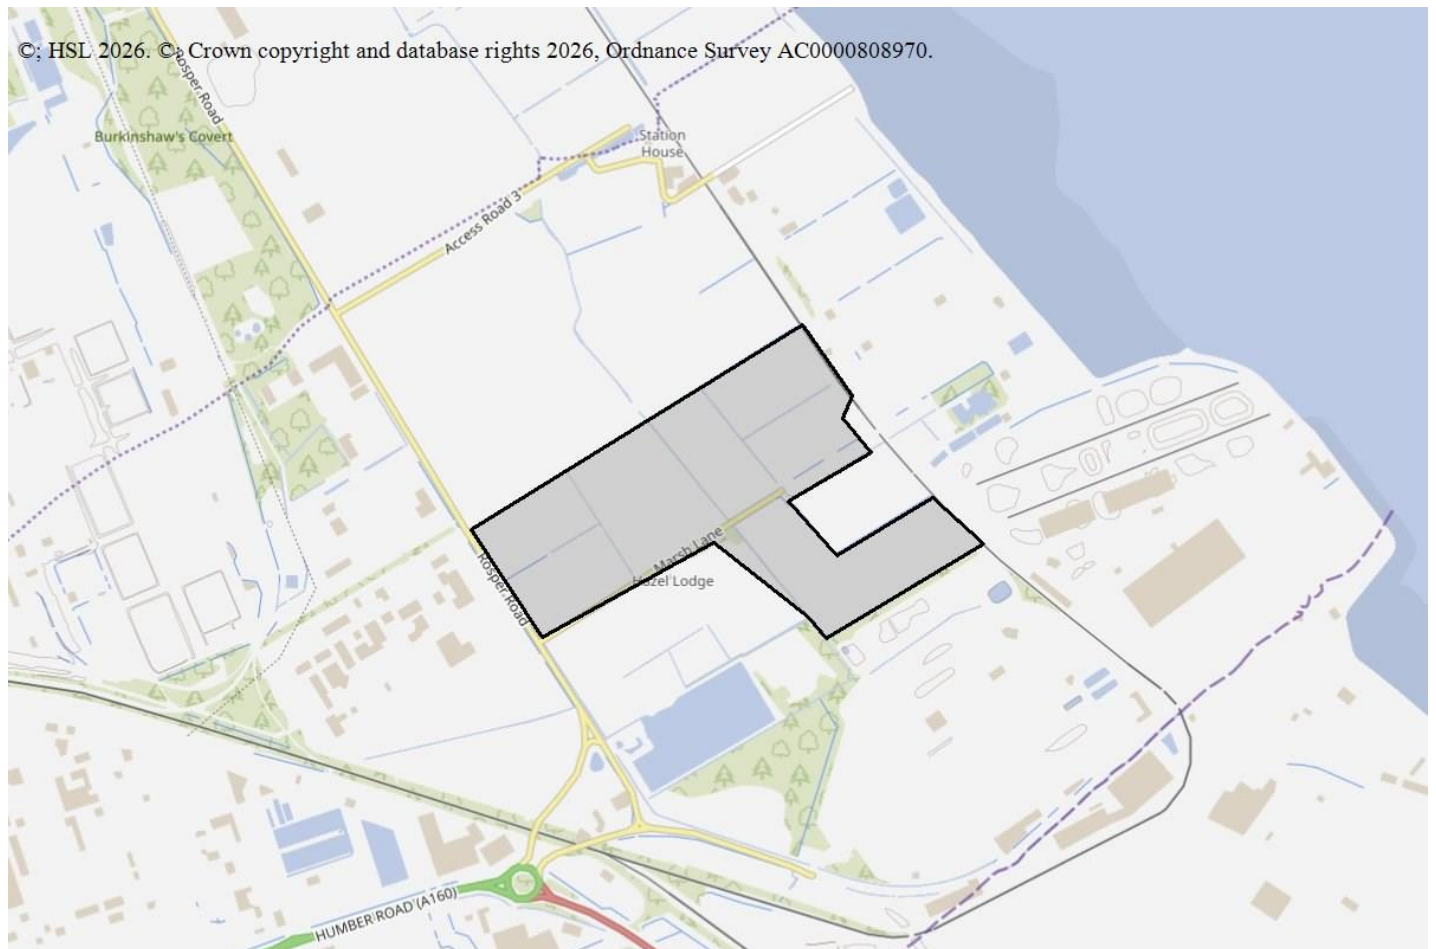 ©; HSL 2026. ©; Crown copyright and database rights 2026, Ordnance Survey AC0000808970.
Rosper Road
Burkinshaw's Covert
Station
House
Access Road 3
Marsh Lane
Hazel Lodge
Rosper Road
HUMBER ROAD (A160)